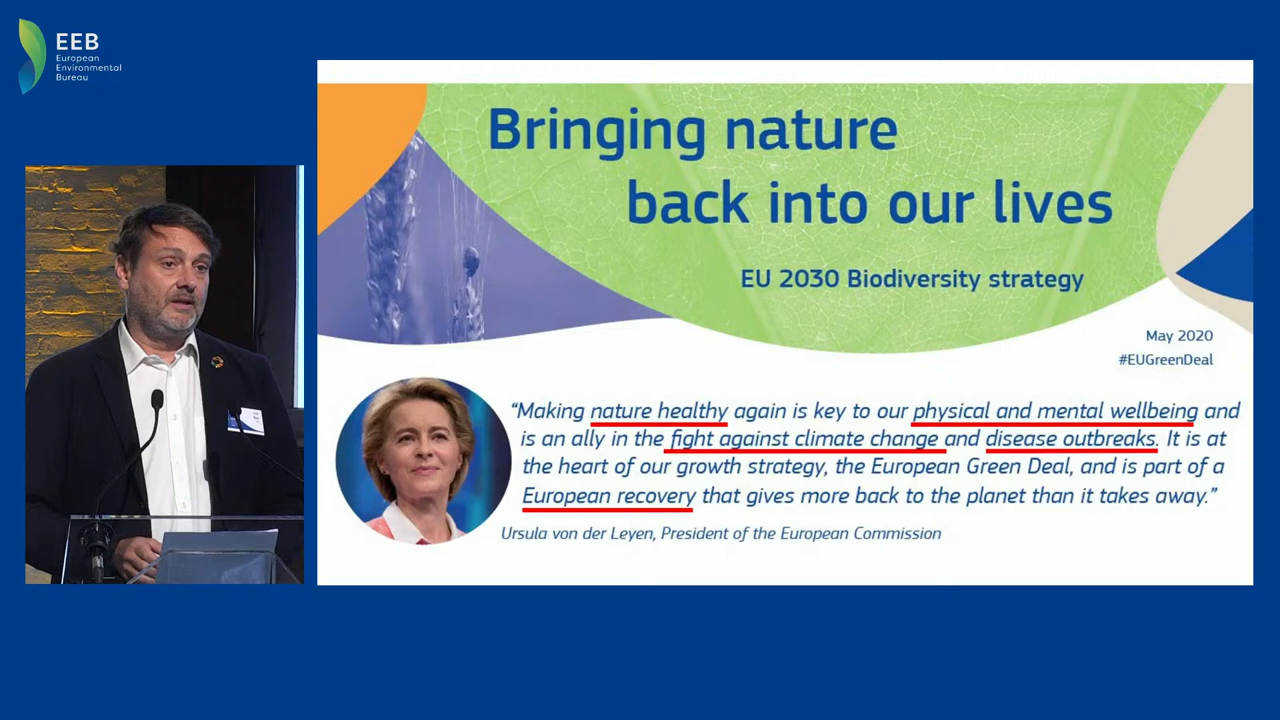 EEB
European
Environmental
Bureau
Bringing nature
back into our lives
EU 2030 Biodiversity strategy
May 2020
#EUGreenDeal
“Making nature healthy again is key to our physical and mental wellbeing and
is an ally in the fight against climate change and disease outbreaks. It is at
the heart of our growth strategy, the European Green Deal, and is part of a
European recovery that gives more back to the planet than it takes away.”
Ursula von der Leyen, President of the European Commission